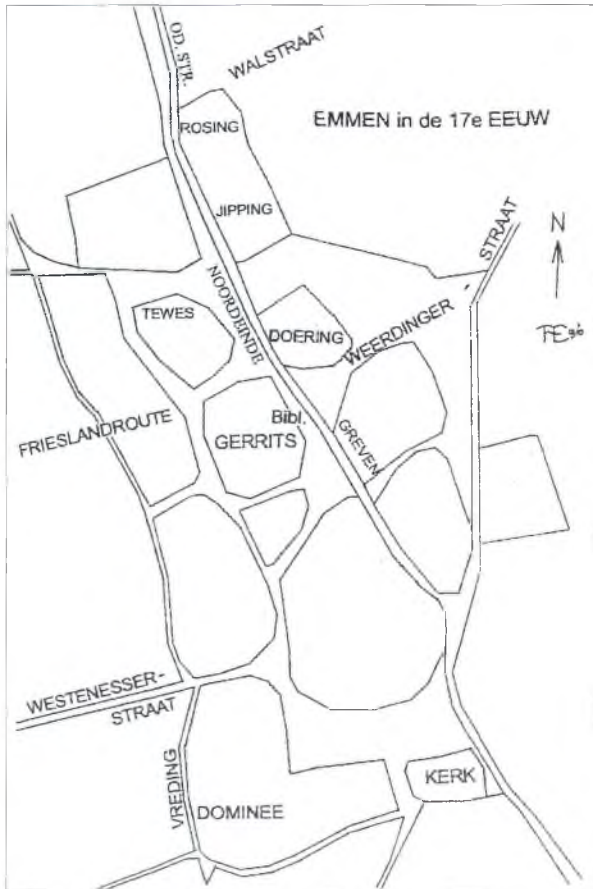 OD. STR.
WALSTRAAT
EMMEN in de 17e EEUW
ROSING
JIPPING
STRAAT
N
NOORDEINDE
TEWES
DOERING
WEERDINGER -
FE 96
Bibl.
GERRITS
GREVEN
FRIESLANDROUTE
WESTENESSER-
STRAAT
VREDING
DOMINEE
KERK